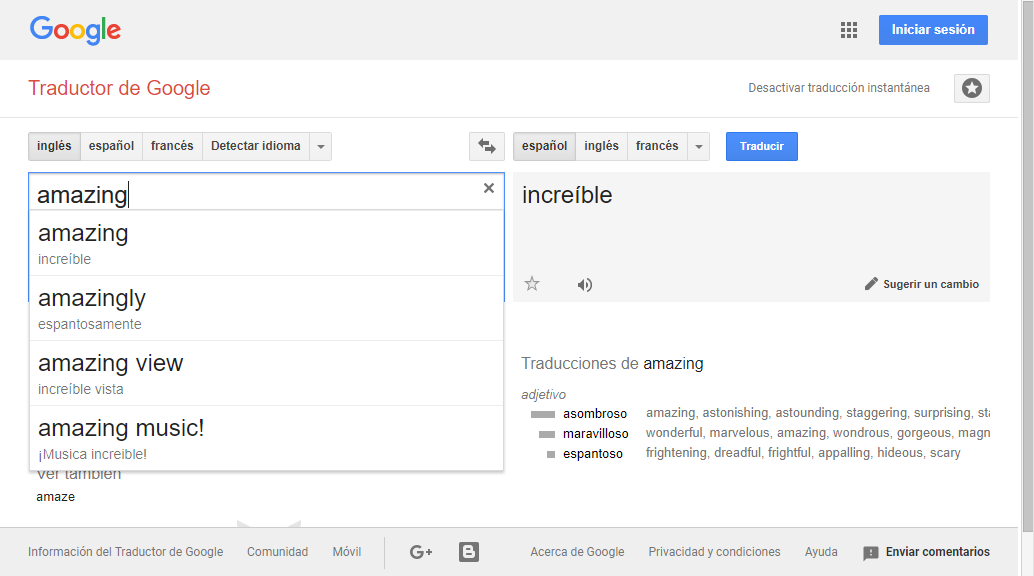 Google
Iniciar sesión
Traductor de Google
Desactivar traducción instantánea
inglés español francés Detectar idioma
español inglés francés Traducir
amazing
amazing
increíble
amazingly
espantosamente
amazing view
increíble vista
amazing music!
¡Musica increible!
Ver también
amaze
increíble
Sugerir un cambio
Traducciones de amazing
adjetivo
asombroso amazing, astonishing, astounding, staggering, surprising,
maravilloso wonderful, marvelous, amazing, wondrous, gorgeous,
espantoso frightening, dreadful, frightful, appalling, hideous, scary
Información del Traductor de Google Comunidad Móvil G+ B Acerca de Google Privacidad y condiciones Ayuda Enviar comentarios